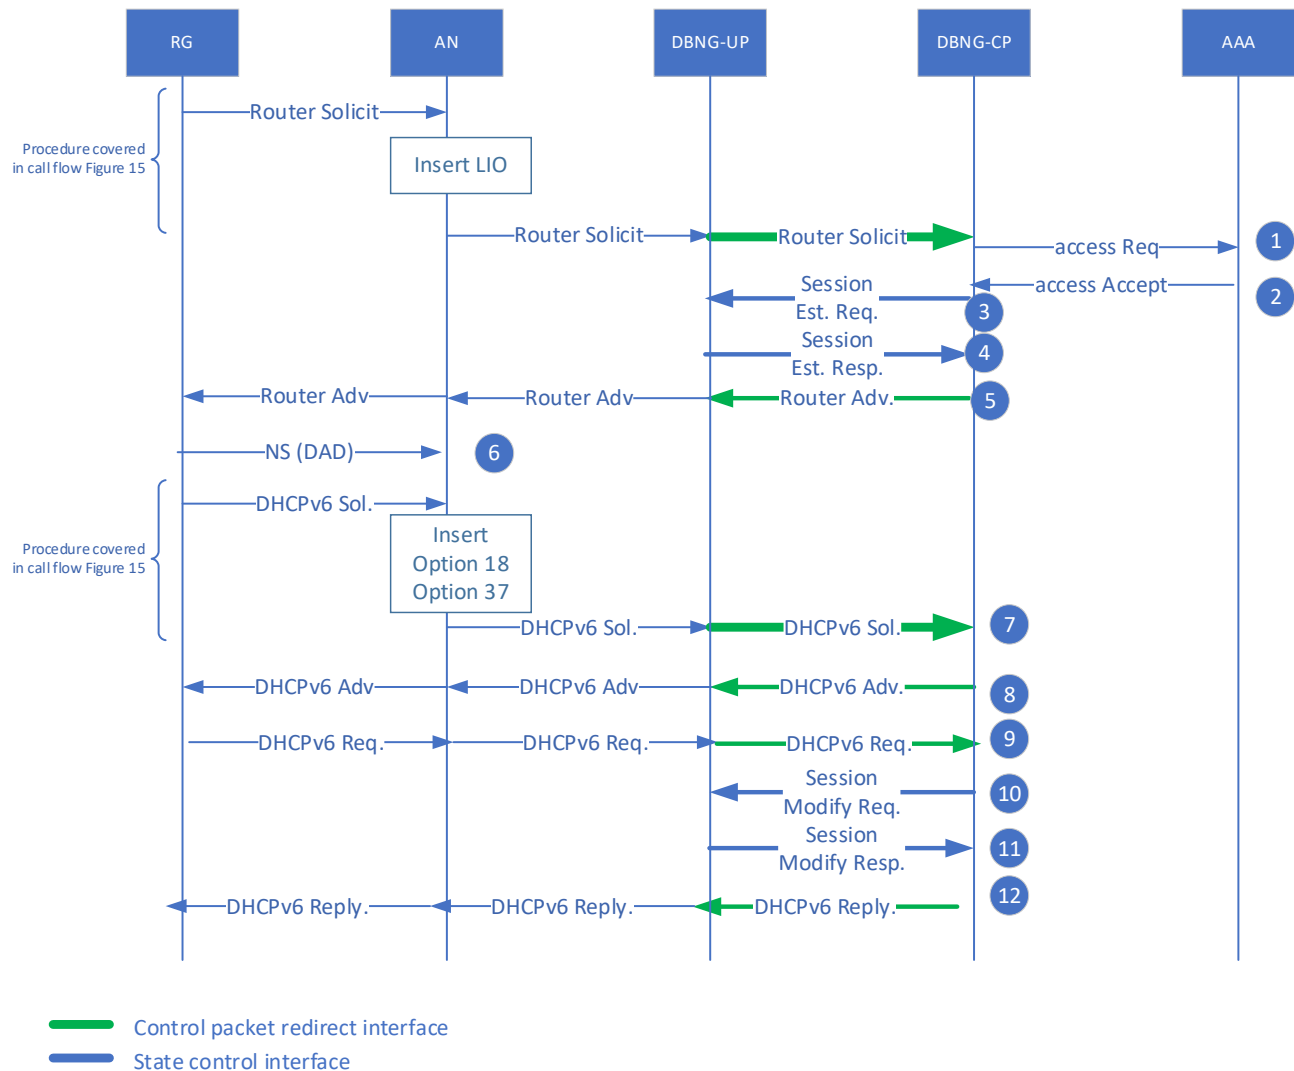 RG
AN
DBNG-UP
DBNG-CP
AAA
Router Solicit
Procedure covered
in call flow Figure 15
Insert LIO
Router Solicit
Router Solicit
access Req
1
access Accept
2
Session
Est. Req.
3
Session
Est. Resp.
4
Router Adv
Router Adv
Router Adv.
5
NS (DAD)
6
DHCPv6 Sol.
Procedure covered
in call flow Figure 15
Insert
Option 18
Option 37
DHCPv6 Sol.
DHCPv6 Sol.
7
DHCPv6 Adv
DHCPv6 Adv
DHCPv6 Adv.
8
DHCPv6 Req.
DHCPv6 Req.
DHCPv6 Req.
9
Session
Modify Req.
10
Session
Modify Resp.
11
DHCPv6 Reply.
DHCPv6 Reply.
DHCPv6 Reply.
12
Control packet redirect interface
State control interface